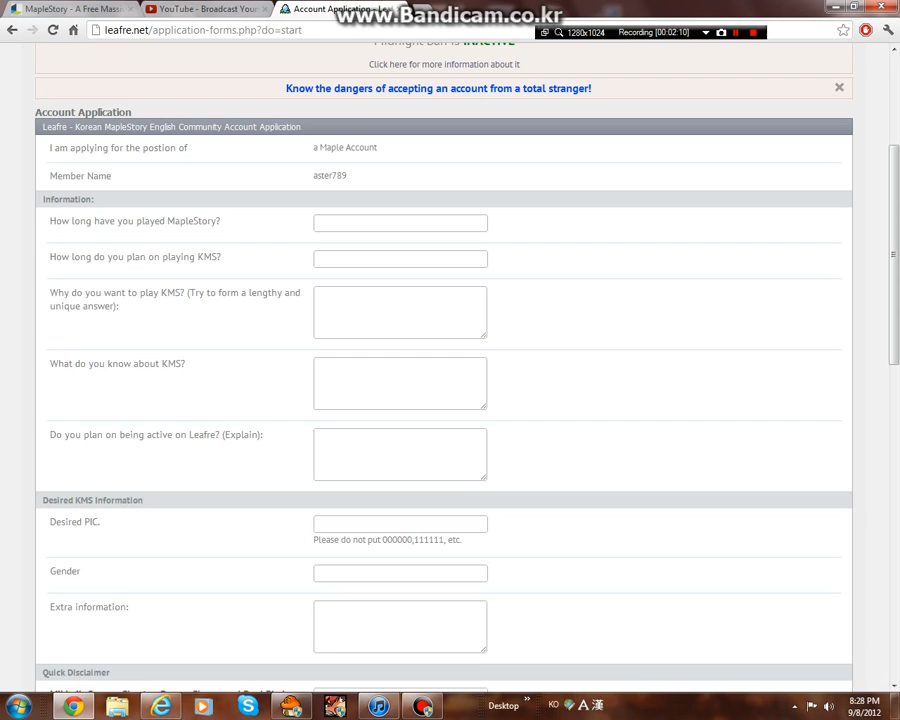 MapleStory - A Free Massi
YouTube - Broadcast Your
Account Application - Le
www.Bandicam.co.kr
leafre.net/application-forms.php?do=start
1280x1024
Recording [00:02:10]
Click here for more information about it
Know the dangers of accepting an account from a total stranger!
Account Application
Leafre - Korean MapleStory English Community Account Application
I am applying for the postion of
a Maple Account
Member Name
aster789
Information:
How long have you played MapleStory?
How long do you plan on playing KMS?
Why do you want to play KMS? (Try to form a lengthy and
unique answer):
What do you know about KMS?
Do you plan on being active on Leafre? (Explain):
Desired KMS Information
Desired PIC.
Please do not put 000000,111111, etc.
Gender
Extra information:
Quick Disclaimer
Desktop
KO
A 漢
8:28 PM
9/8/2012